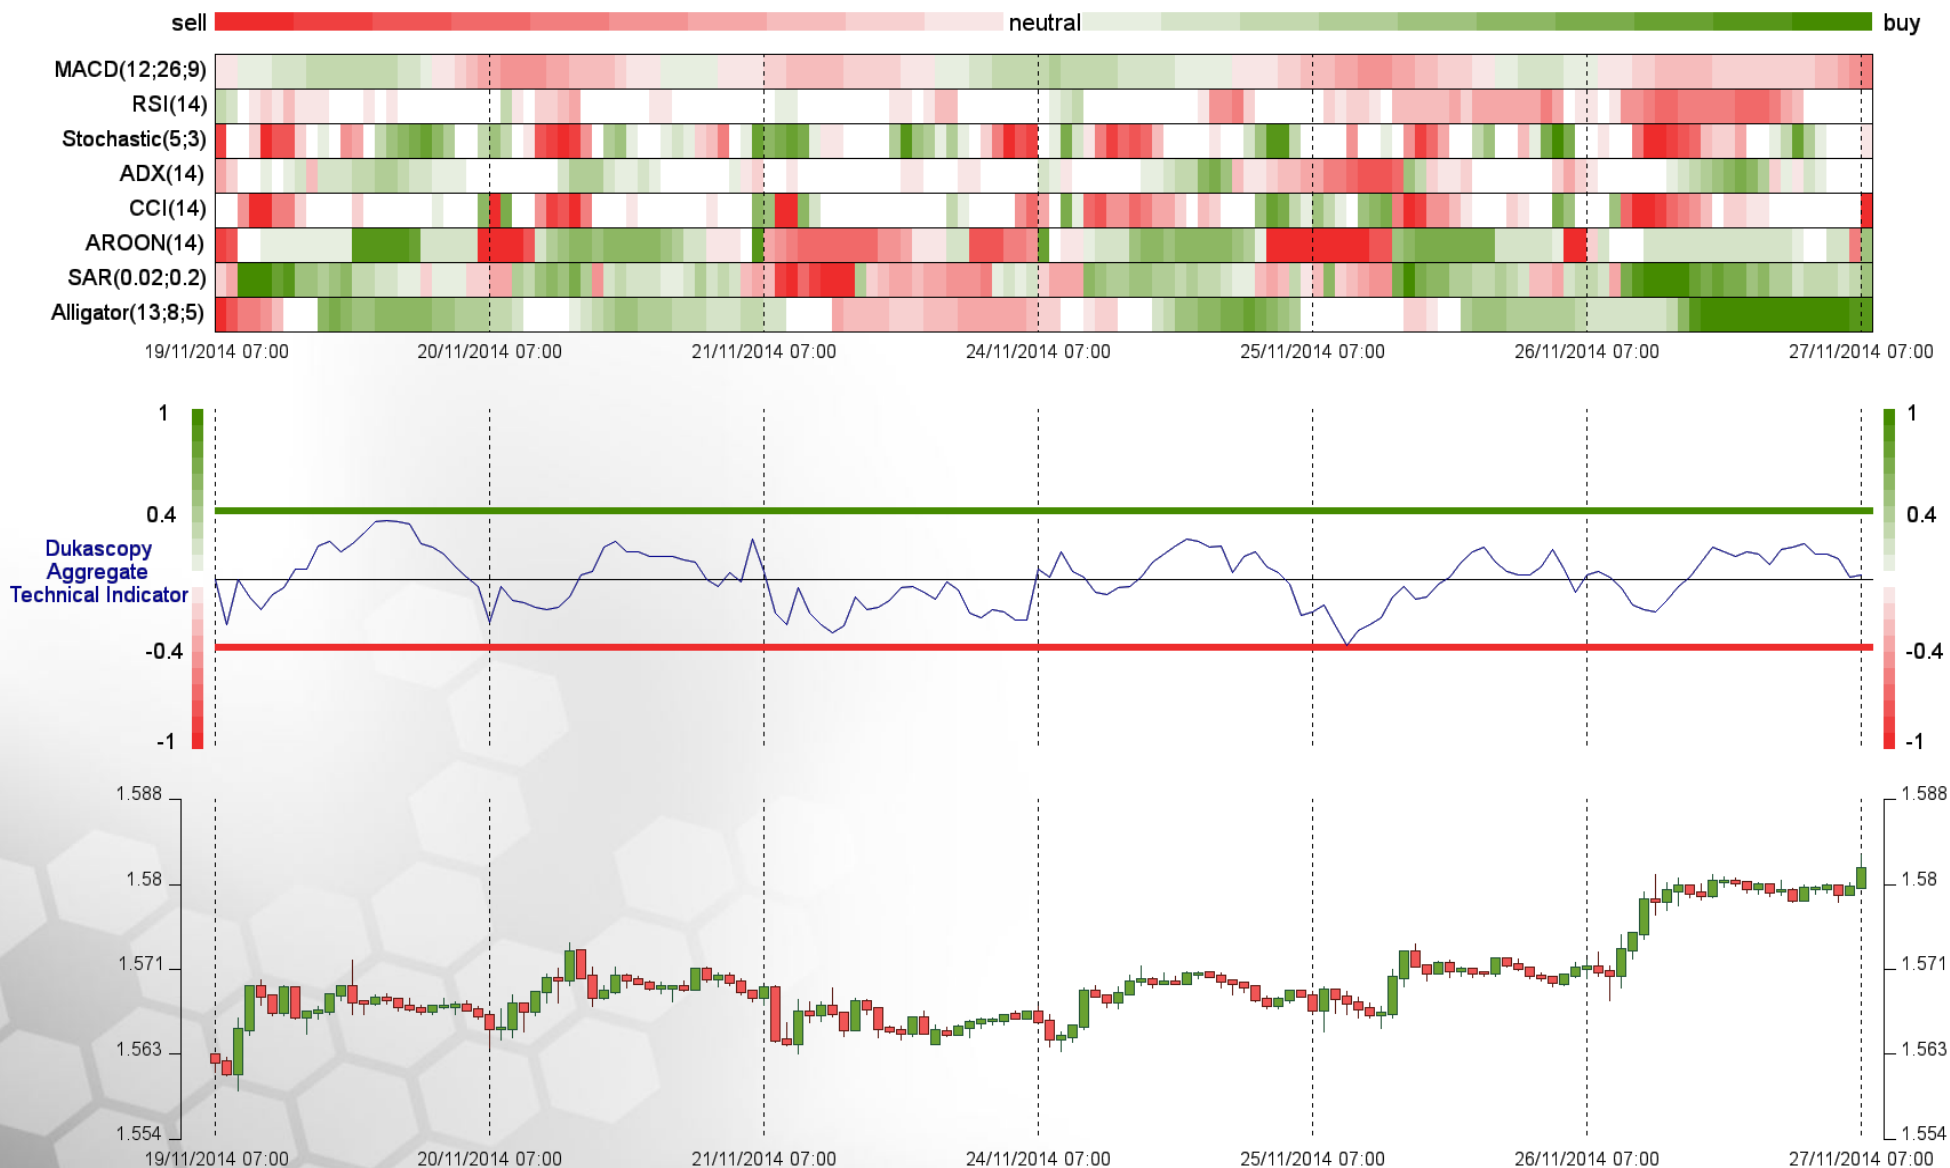 sell neutral buy
MACD(12;26;9)
RSI(14)
Stochastic(5;3)
ADX(14)
CCI(14)
AROON(14)
SAR(0.02;0.2)
Alligator(13;8;5)
19/11/2014 07:00 20/11/2014 07:00 21/11/2014 07:00 24/11/2014 07:00 25/11/2014 07:00 26/11/2014 07:00 27/11/2014 07:00
1 1
0.4 0.4
Dukascopy
Aggregate
Technical Indicator
-0.4 -0.4
-1 -1
1.588 1.588
1.58 1.58
1.571 1.571
1.563 1.563
1.554 1.554
19/11/2014 07:00 20/11/2014 07:00 21/11/2014 07:00 24/11/2014 07:00 25/11/2014 07:00 26/11/2014 07:00 27/11/2014 07:00